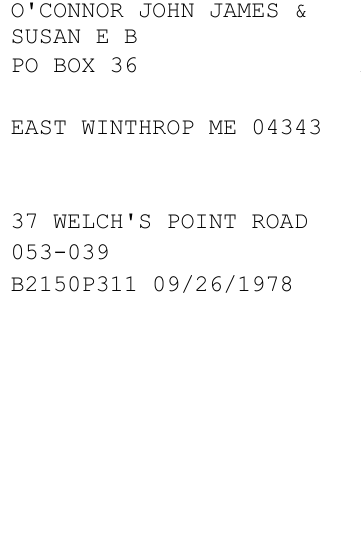 O'CONNOR JOHN JAMES &
SUSAN E B
PO BOX 36
EAST WINTHROP ME 04343
37 WELCH'S POINT ROAD
053-039
B2150P311 09/26/1978